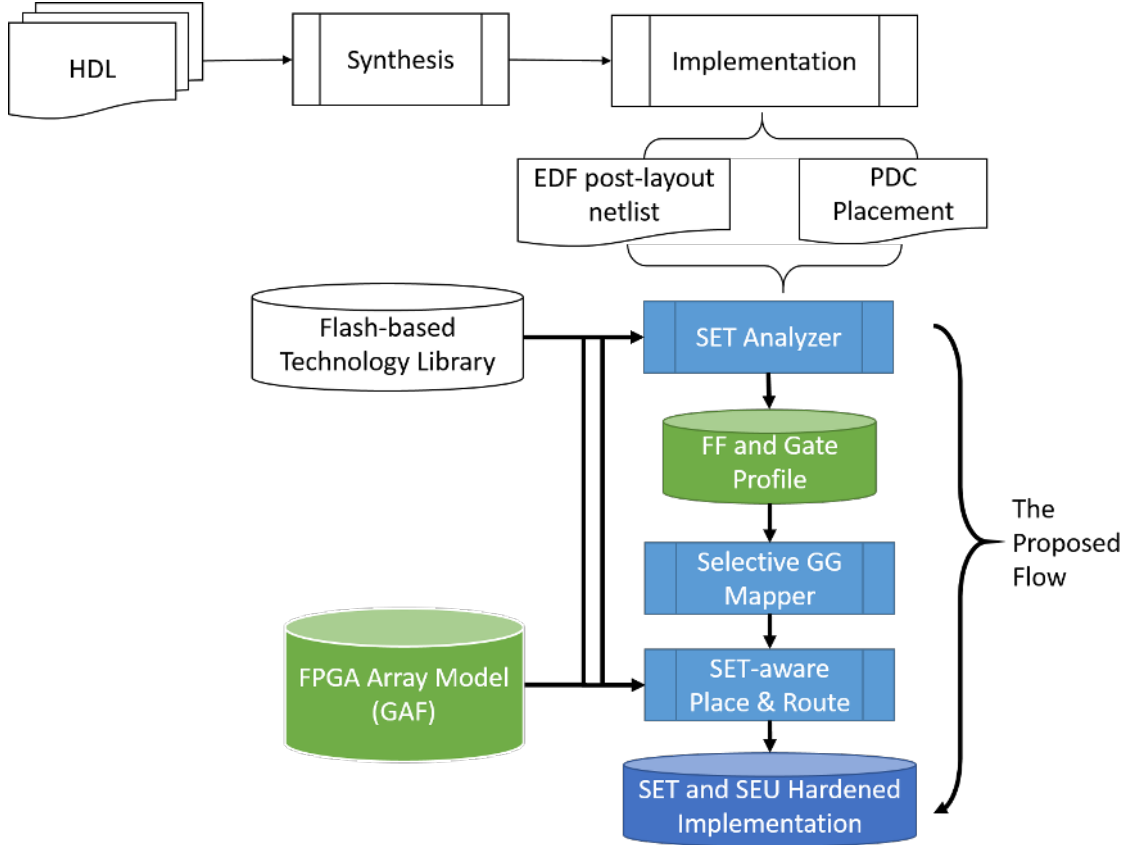 HDL
Synthesis
Implementation
EDF post-layout
netlist
PDC
Placement
Flash-based
Technology Library
SET Analyzer
FF and Gate
Profile
The
Proposed
Flow
Selective GG
Mapper
FPGA Array Model
(GAF)
SET-aware
Place & Route
SET and SEU Hardened
Implementation